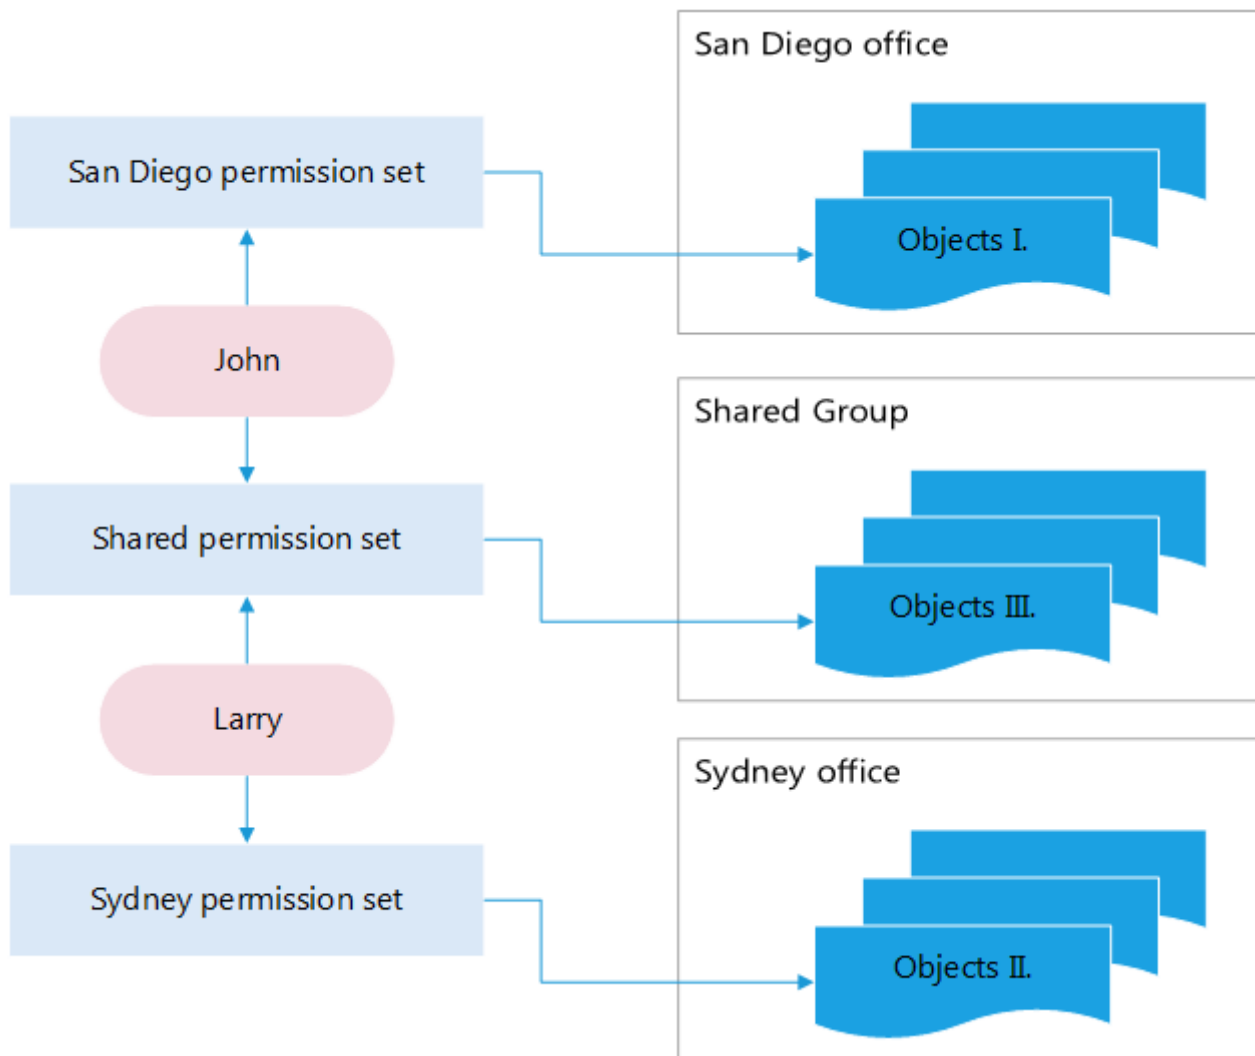 San Diego office
San Diego permission set
Objects I.
John
Shared Group
Shared permission set
Objects III.
Larry
Sydney office
Sydney permission set
Objects II.